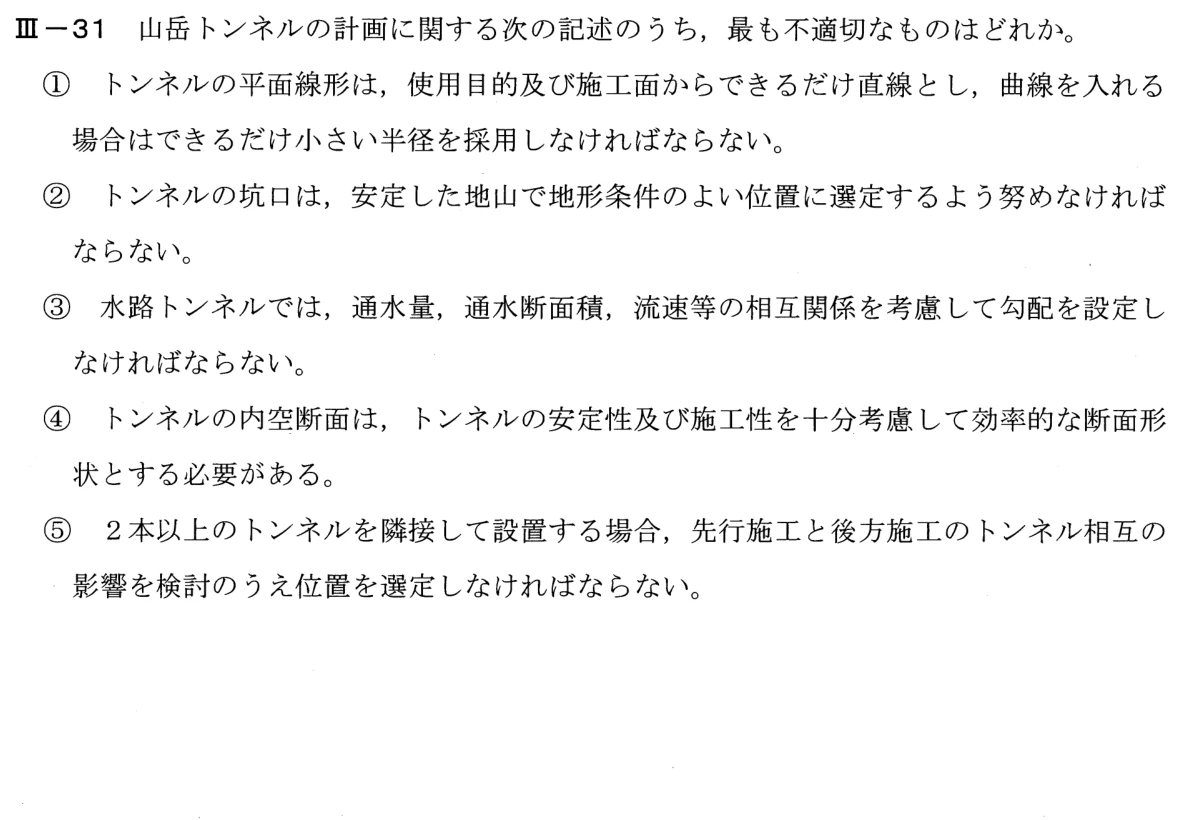 Ⅲ－31　山岳トンネルの計画に関する次の記述のうち，最も不適切なものはどれか。
①　トンネルの平面線形は，使用目的及び施工面からできるだけ直線とし，曲線を入れる
場合はできるだけ小さい半径を採用しなければならない。
②　トンネルの坑口は，安定した地山で地形条件のよい位置に選定するよう努めなければ
ならない。
③　水路トンネルでは，通水量，通水断面積，流速等の相互関係を考慮して勾配を設定し
なければならない。
④　トンネルの内空断面は，トンネルの安定性及び施工性を十分考慮して効率的な断面形
状とする必要がある。
⑤　２本以上のトンネルを隣接して設置する場合，先行施工と後方施工のトンネル相互の
影響を検討のうえ位置を選定しなければならない。